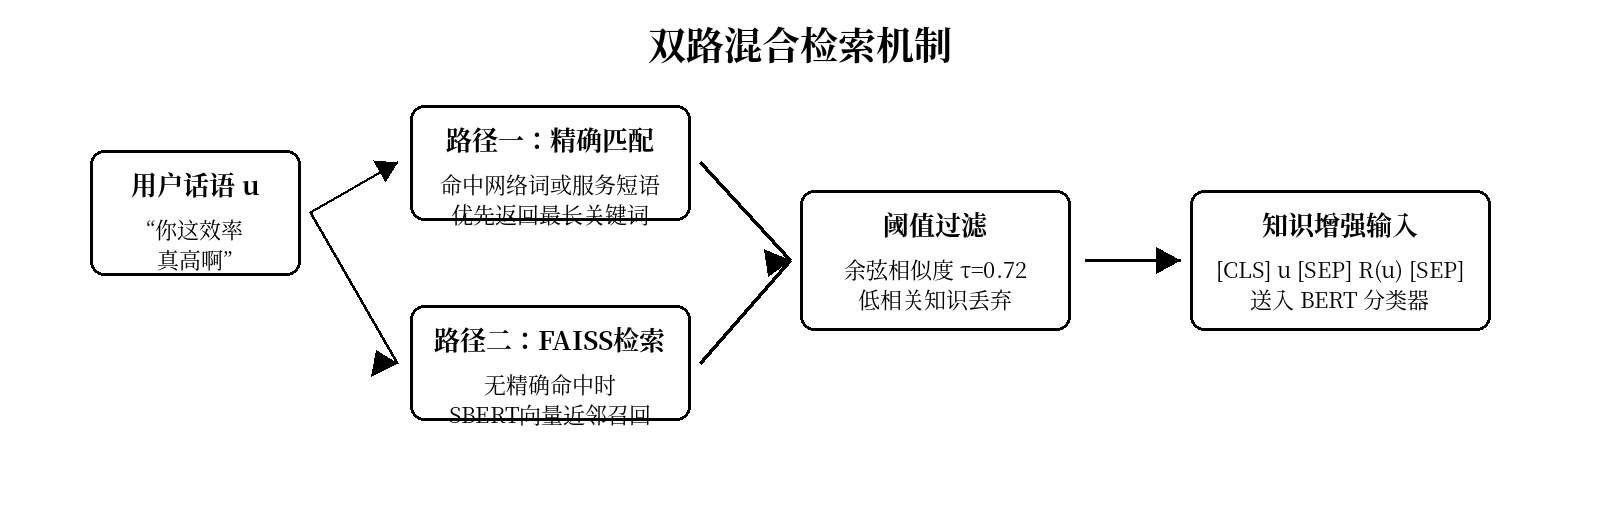 双路混合检索机制
用户话语 u
“你这效率
真高啊”
路径一：精确匹配
命中网络词或服务短语
优先返回最长关键词
路径二：FAISS检索
无精确命中时
SBERT向量近邻召回
阈值过滤
余弦相似度 τ=0.72
低相关知识丢弃
知识增强输入
[CLS] u [SEP] R(u) [SEP]
送入 BERT 分类器